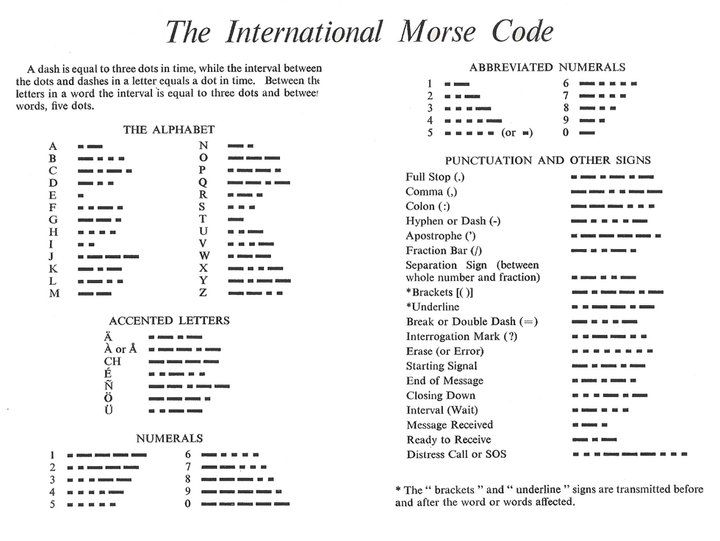 The International Morse Code
A dash is equal to three dots in time, while the interval between
the dots and dashes in a letter equals a dot in time. Between the
letters in a word the interval is equal to three dots and between
words, five dots.
THE ALPHABET
A
B
C
D
E
F
G
H
I
J
K
L
M
N
O
P
Q
R
S
T
U
V
W
X
Y
Z
ACCENTED LETTERS
Ä
À or Å
CH
É
Ñ
Ö
Ü
NUMERALS
1
2
3
4
5
6
7
8
9
0
ABBREVIATED NUMERALS
1
2
3
4
5 (or -)
6
7
8
9
0
PUNCTUATION AND OTHER SIGNS
Full Stop (.)
Comma (,)
Colon (:)
Hyphen or Dash (-)
Apostrophe (')
Fraction Bar (/)
Separation Sign (between
whole number and fraction)
*Brackets [( )]
*Underline
Break or Double Dash (=)
Interrogation Mark (?)
Erase (or Error)
Starting Signal
End of Message
Closing Down
Interval (Wait)
Message Received
Ready to Receive
Distress Call or SOS
* The " brackets " and " underline " signs are transmitted before
and after the word or words affected.